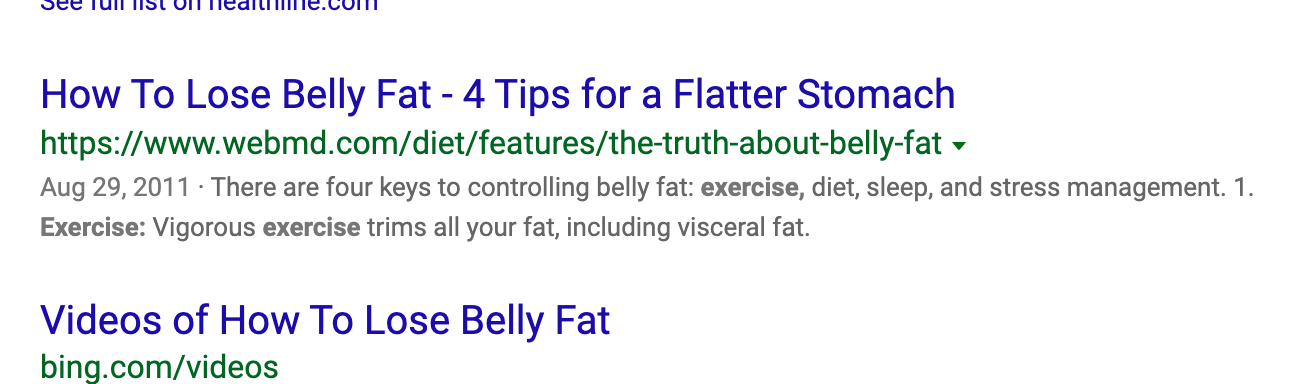 See full list on healthline.com
How To Lose Belly Fat - 4 Tips for a Flatter Stomach
https://www.webmd.com/diet/features/the-truth-about-belly-fat
Aug 29, 2011 · There are four keys to controlling belly fat: exercise, diet, sleep, and stress management. 1.
Exercise: Vigorous exercise trims all your fat, including visceral fat.
Videos of How To Lose Belly Fat
bing.com/videos